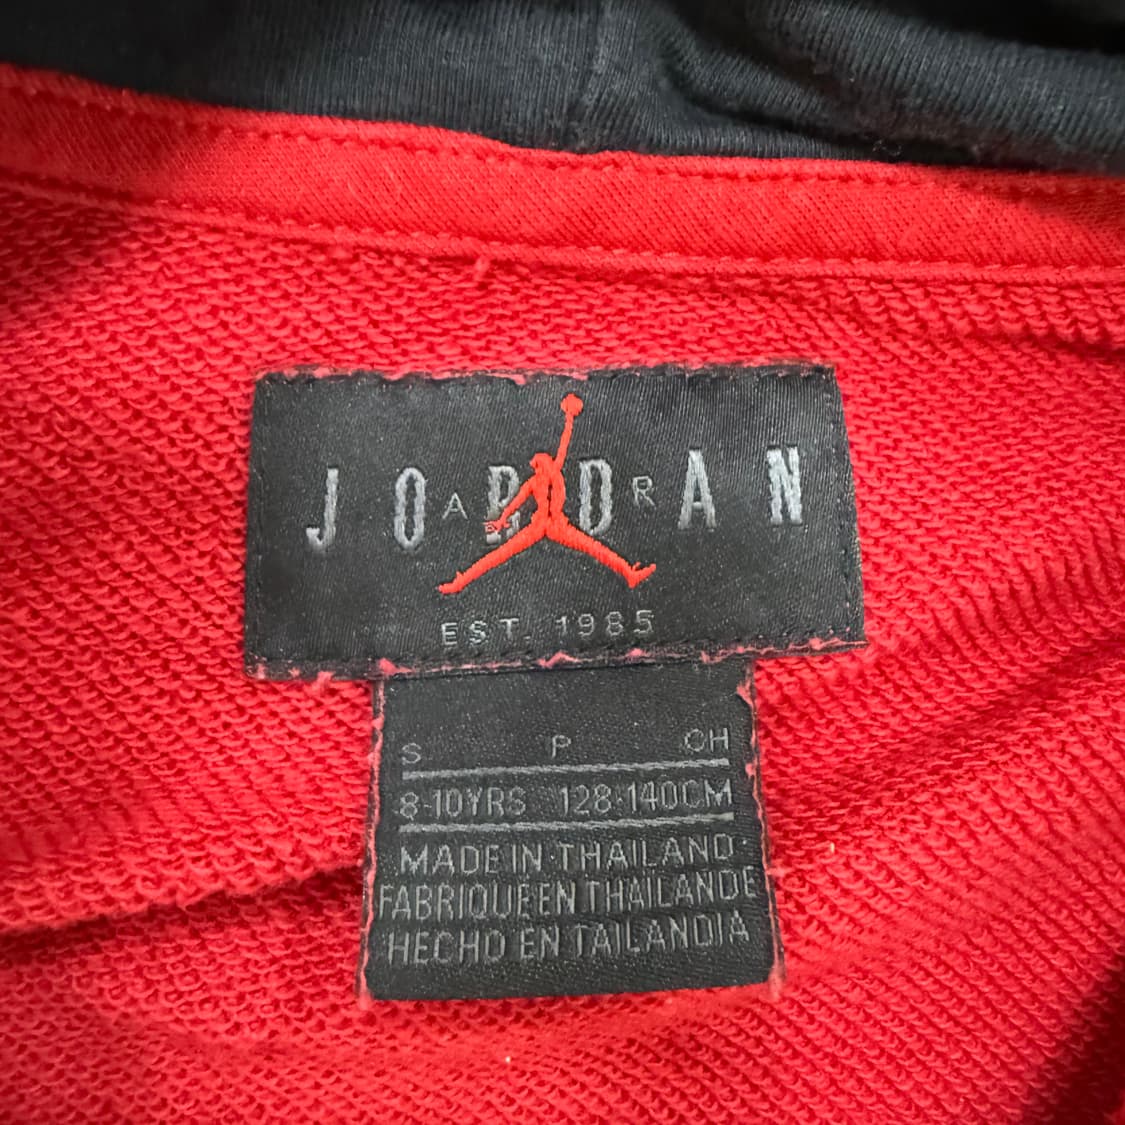 JORDAN
AIR
EST. 1985
S P CH
8-10YRS 128-140CM
MADE IN THAILAND
FABRIQUE EN THAILANDE
HECHO EN TAILANDIA